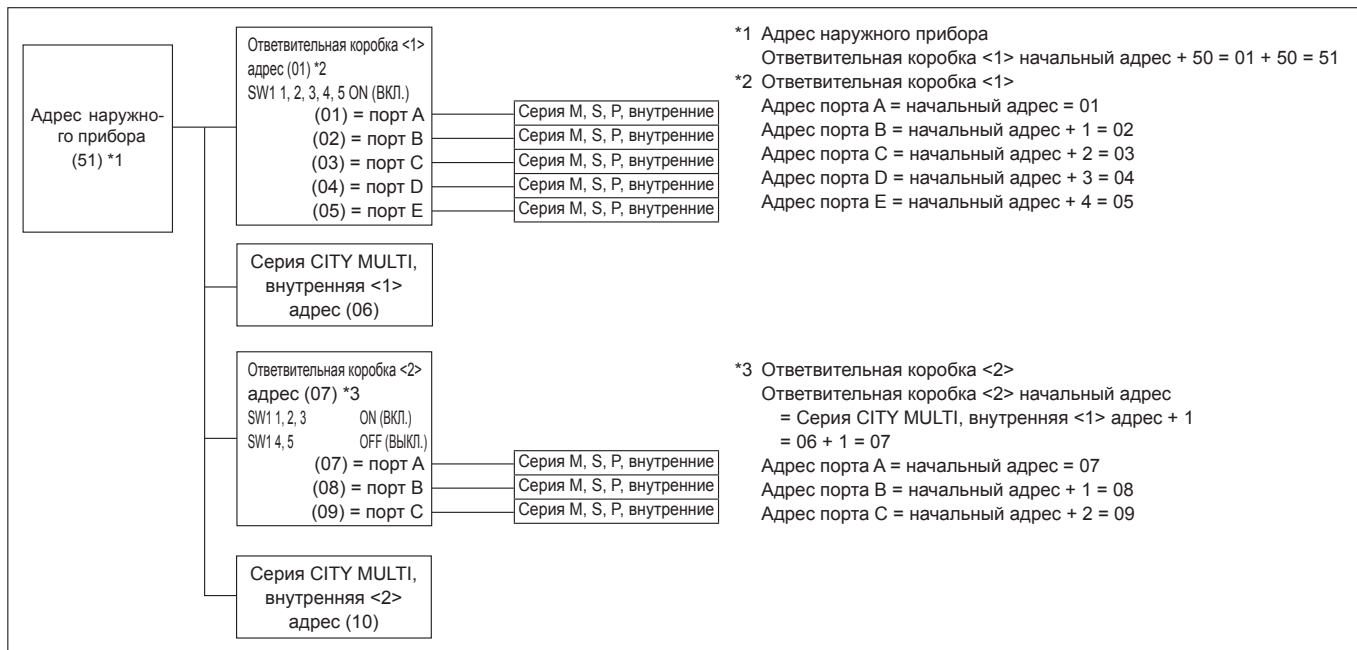 Адрес наружно-
го прибора
(51) *1
Ответвительная коробка <1>
адрес (01) *2
SW1 1, 2, 3, 4, 5 ON (ВКЛ.)
(01) = порт A
(02) = порт B
(03) = порт C
(04) = порт D
(05) = порт E
Серия M, S, P, внутренние
Серия M, S, P, внутренние
Серия M, S, P, внутренние
Серия M, S, P, внутренние
Серия M, S, P, внутренние
*1 Адрес наружного прибора
Ответвительная коробка <1> начальный адрес + 50 = 01 + 50 = 51
*2 Ответвительная коробка <1>
Адрес порта A = начальный адрес = 01
Адрес порта B = начальный адрес + 1 = 02
Адрес порта C = начальный адрес + 2 = 03
Адрес порта D = начальный адрес + 3 = 04
Адрес порта E = начальный адрес + 4 = 05
Серия CITY MULTI,
внутренняя <1>
адрес (06)
Ответвительная коробка <2>
адрес (07) *3
SW1 1, 2, 3 ON (ВКЛ.)
SW1 4, 5 OFF (ВЫКЛ.)
(07) = порт A
(08) = порт B
(09) = порт C
Серия M, S, P, внутренние
Серия M, S, P, внутренние
Серия M, S, P, внутренние
*3 Ответвительная коробка <2>
Ответвительная коробка <2> начальный адрес
= Серия CITY MULTI, внутренняя <1> адрес + 1
= 06 + 1 = 07
Адрес порта A = начальный адрес = 07
Адрес порта B = начальный адрес + 1 = 08
Адрес порта C = начальный адрес + 2 = 09
Серия CITY MULTI,
внутренняя <2>
адрес (10)